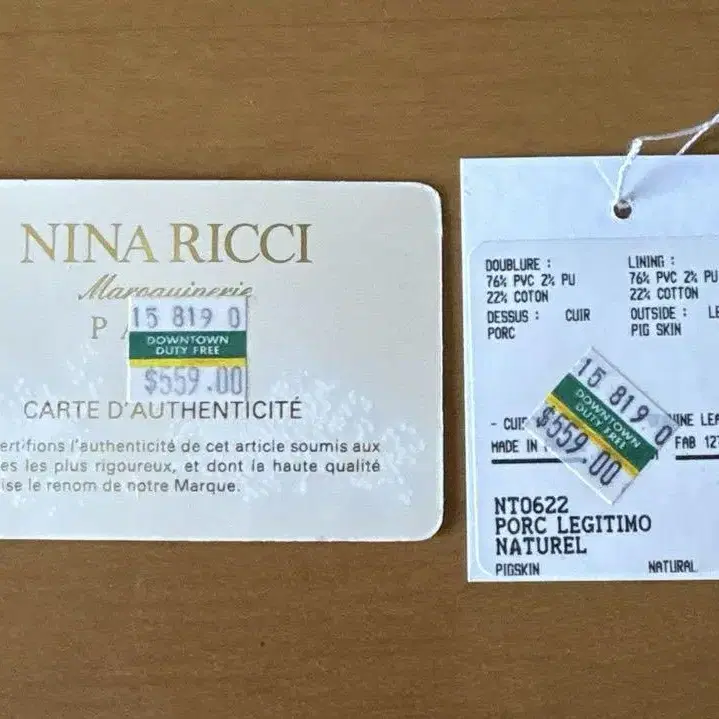 NINA RICCI
Maroquinerie
P
15 819 0
DOWNTOWN
DUTY FREE
$559.00
CARTE D'AUTHENTICITÉ
l'authenticité de cet article soumis aux
les plus rigoureux, et dont la haute qualité
le renom de notre Marque.
DOUBLURE :
76% PVC 2% PU
22% COTON
DESSUS : CUIR
PORC
LINING :
76% PVC 2% PU
22% COTTON
OUTSIDE : LE
PIG SKIN
15 819 0
DOWNTOWN
DUTY FREE
$559.00
- CUI
MADE IN
FAB 127
NT0622
PORC LEGITIMO
NATUREL
PIGSKIN NATURAL